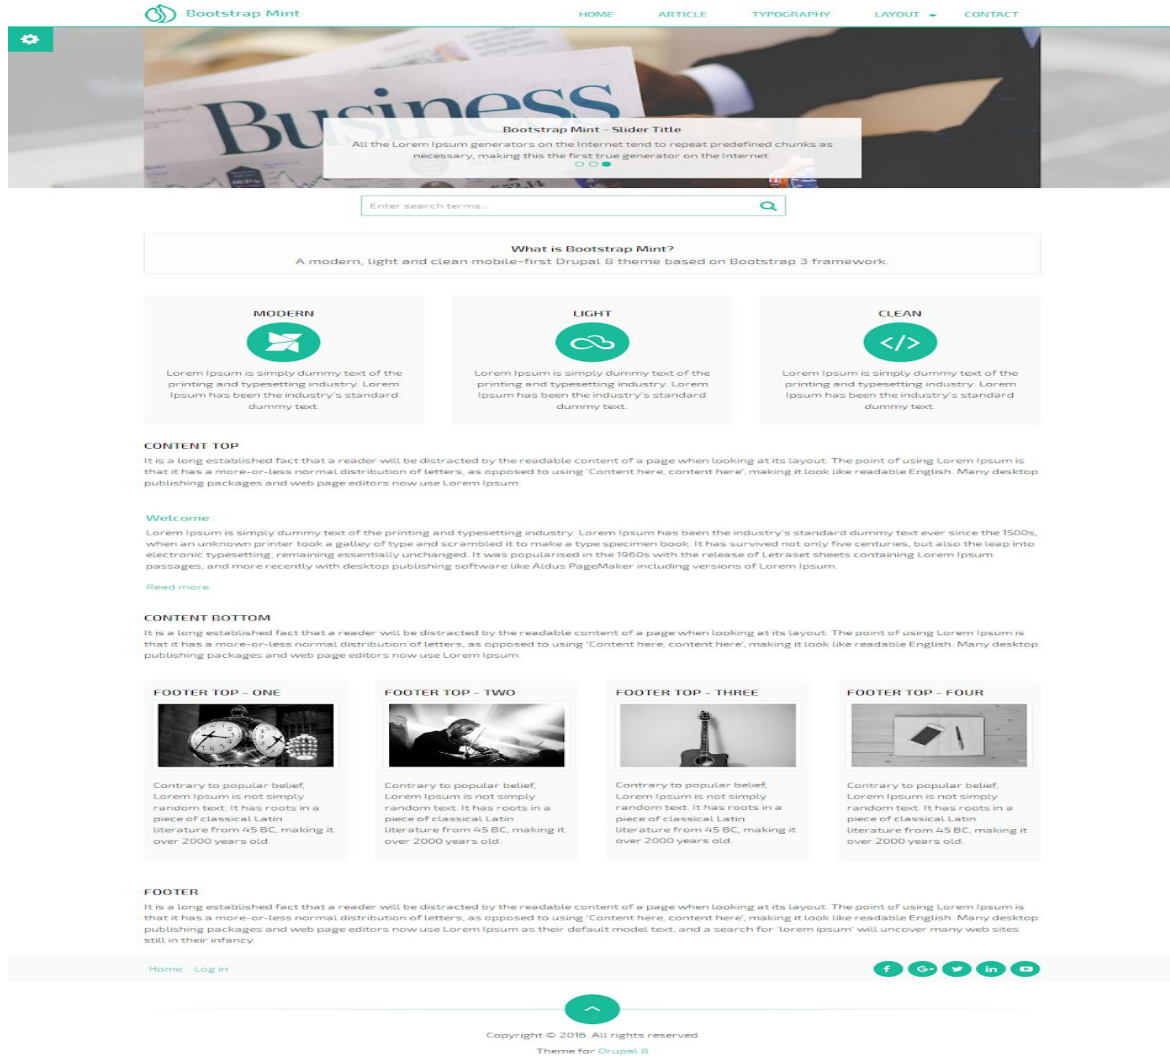 Bootstrap Mint
HOME ARTICLE TYPOGRAPHY LAYOUT CONTACT
Business
Bootstrap Mint - Slider Title
All the Lorem Ipsum generators on the Internet tend to repeat predefined chunks as
necessary, making this the first true generator on the Internet.
Enter search terms...
What is Bootstrap Mint?
A modern, light and clean mobile-first Drupal 8 theme based on Bootstrap 3 framework.
MODERN
Lorem Ipsum is simply dummy text of the
printing and typesetting industry. Lorem
Ipsum has been the industry's standard
dummy text.
LIGHT
Lorem Ipsum is simply dummy text of the
printing and typesetting industry. Lorem
Ipsum has been the industry's standard
dummy text.
CLEAN
Lorem Ipsum is simply dummy text of the
printing and typesetting industry. Lorem
Ipsum has been the industry's standard
dummy text.
CONTENT TOP
It is a long established fact that a reader will be distracted by the readable content of a page when looking at its layout. The point of using Lorem Ipsum is
that it has a more-or-less normal distribution of letters, as opposed to using 'Content here, content here', making it look like readable English. Many desktop
publishing packages and web page editors now use Lorem Ipsum.
Welcome
Lorem Ipsum is simply dummy text of the printing and typesetting industry. Lorem Ipsum has been the industry's standard dummy text ever since the 1500s,
when an unknown printer took a galley of type and scrambled it to make a type specimen book. It has survived not only five centuries, but also the leap into
electronic typesetting, remaining essentially unchanged. It was popularised in the 1960s with the release of Letraset sheets containing Lorem Ipsum
passages, and more recently with desktop publishing software like Aldus PageMaker including versions of Lorem Ipsum.
Read more
CONTENT BOTTOM
It is a long established fact that a reader will be distracted by the readable content of a page when looking at its layout. The point of using Lorem Ipsum is
that it has a more-or-less normal distribution of letters, as opposed to using 'Content here, content here', making it look like readable English. Many desktop
publishing packages and web page editors now use Lorem Ipsum.
FOOTER TOP - ONE
Contrary to popular belief,
Lorem Ipsum is not simply
random text. It has roots in a
piece of classical Latin
literature from 45 BC, making it
over 2000 years old.
FOOTER TOP - TWO
Contrary to popular belief,
Lorem Ipsum is not simply
random text. It has roots in a
piece of classical Latin
literature from 45 BC, making it
over 2000 years old.
FOOTER TOP - THREE
Contrary to popular belief,
Lorem Ipsum is not simply
random text. It has roots in a
piece of classical Latin
literature from 45 BC, making it
over 2000 years old.
FOOTER TOP - FOUR
Contrary to popular belief,
Lorem Ipsum is not simply
random text. It has roots in a
piece of classical Latin
literature from 45 BC, making it
over 2000 years old.
FOOTER
It is a long established fact that a reader will be distracted by the readable content of a page when looking at its layout. The point of using Lorem Ipsum is
that it has a more-or-less normal distribution of letters, as opposed to using 'Content here, content here', making it look like readable English. Many desktop
publishing packages and web page editors now use Lorem Ipsum as their default model text, and a search for 'lorem ipsum' will uncover many web sites
still in their infancy.
Home Log in
Copyright © 2016. All rights reserved
Theme for Drupal 8